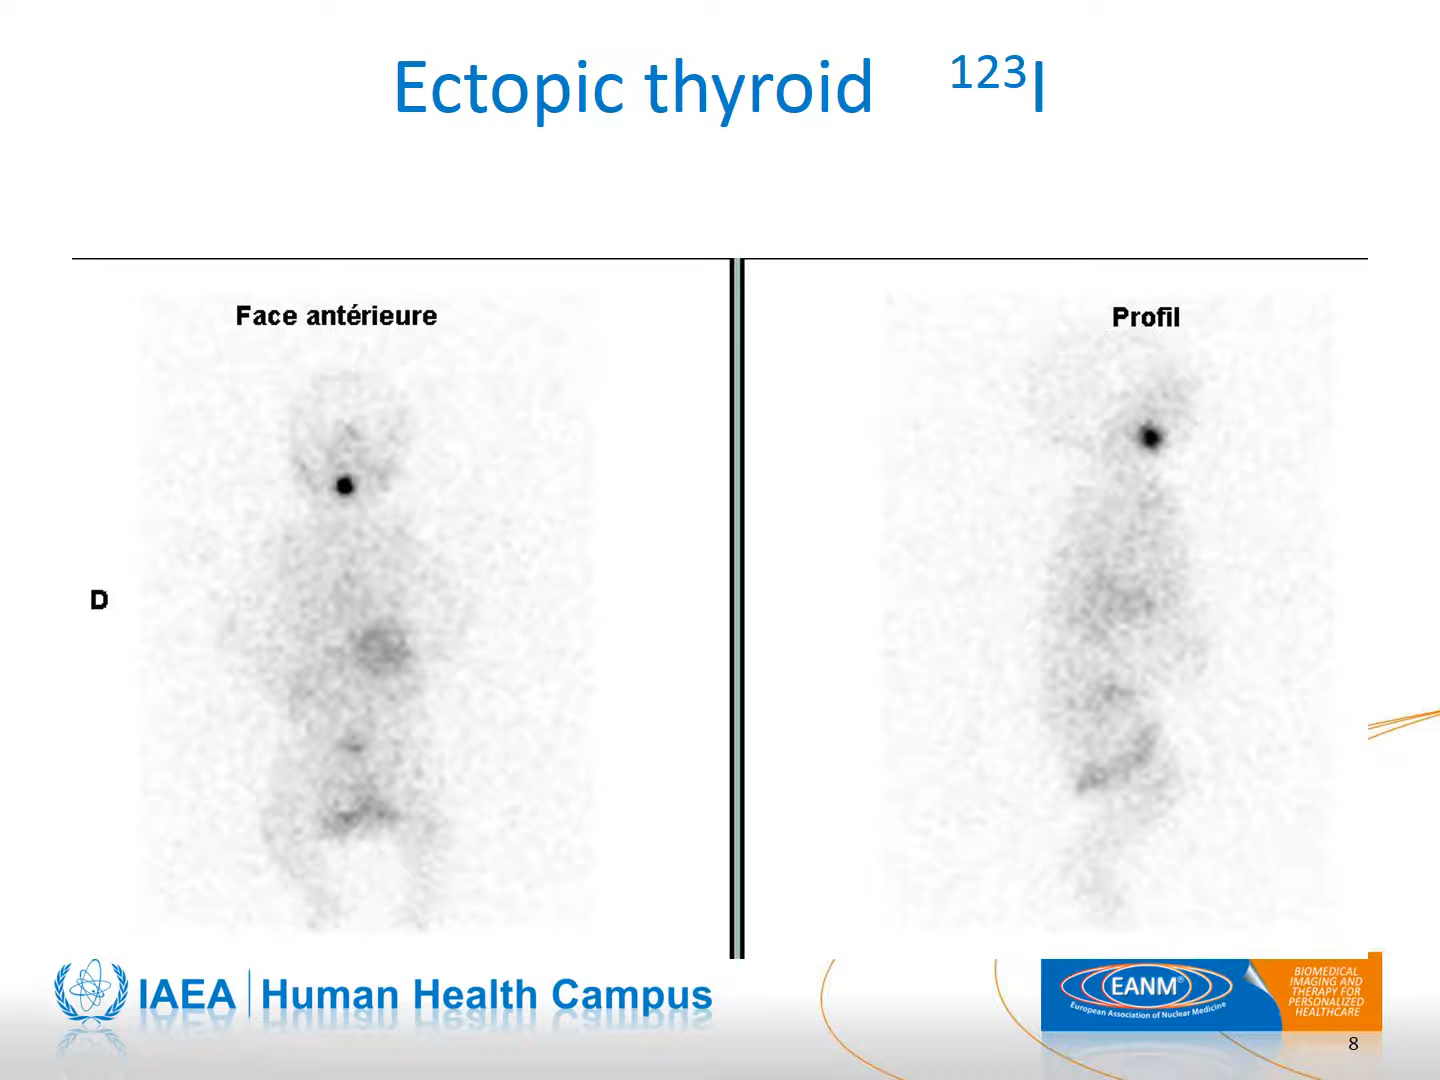 Ectopic thyroid 123I
Face antérieure
Profil
D
IAEA Human Health Campus
EANM®
European Association of Nuclear Medicine
BIOMEDICAL
IMAGING AND
THERAPY FOR
PERSONALIZED
HEALTHCARE
8